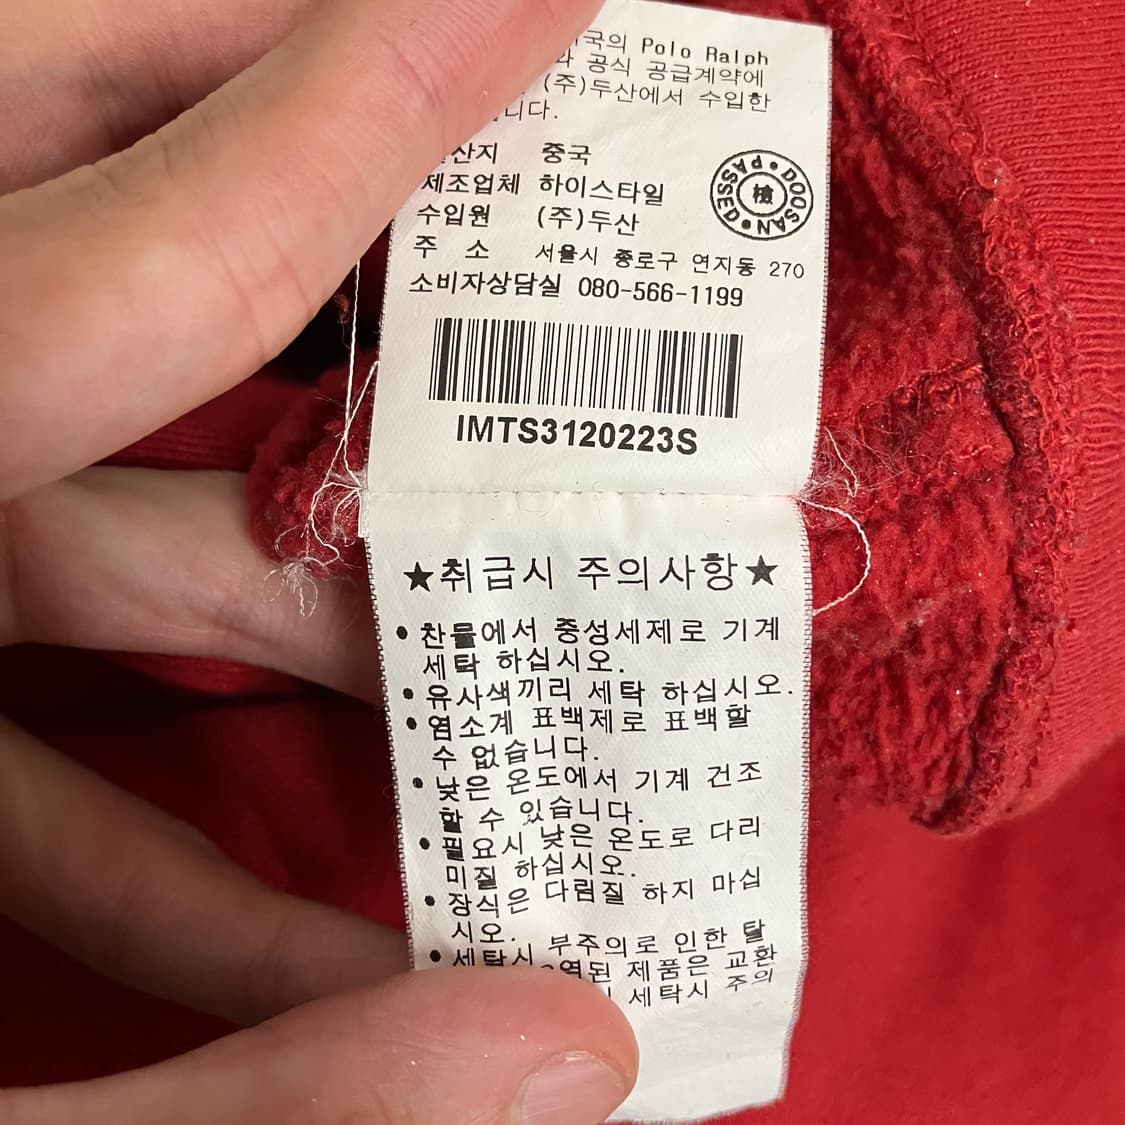 국의 Polo Ralph
공식 공급계약에
(주)두산에서 수입한
니다.
산지 중국
제조업체 하이스타일
수입원 (주)두산
주 소 서울시 종로구 연지동 270
소비자상담실 080-566-1199
DOOSAN • PASSED •
檢
IMTS3120223S
★취급시 주의사항★
• 찬물에서 중성세제로 기계
세탁 하십시오.
• 유사색끼리 세탁 하십시오.
• 염소계 표백제로 표백할
수 없습니다.
• 낮은 온도에서 기계 건조
할 수 있습니다.
• 필요시 낮은 온도로 다리
미질 하십시오.
• 장식은 다림질 하지 마십
시오.
• 세탁시 부주의로 인한 탈
염된 제품은 교환
세탁시 주의